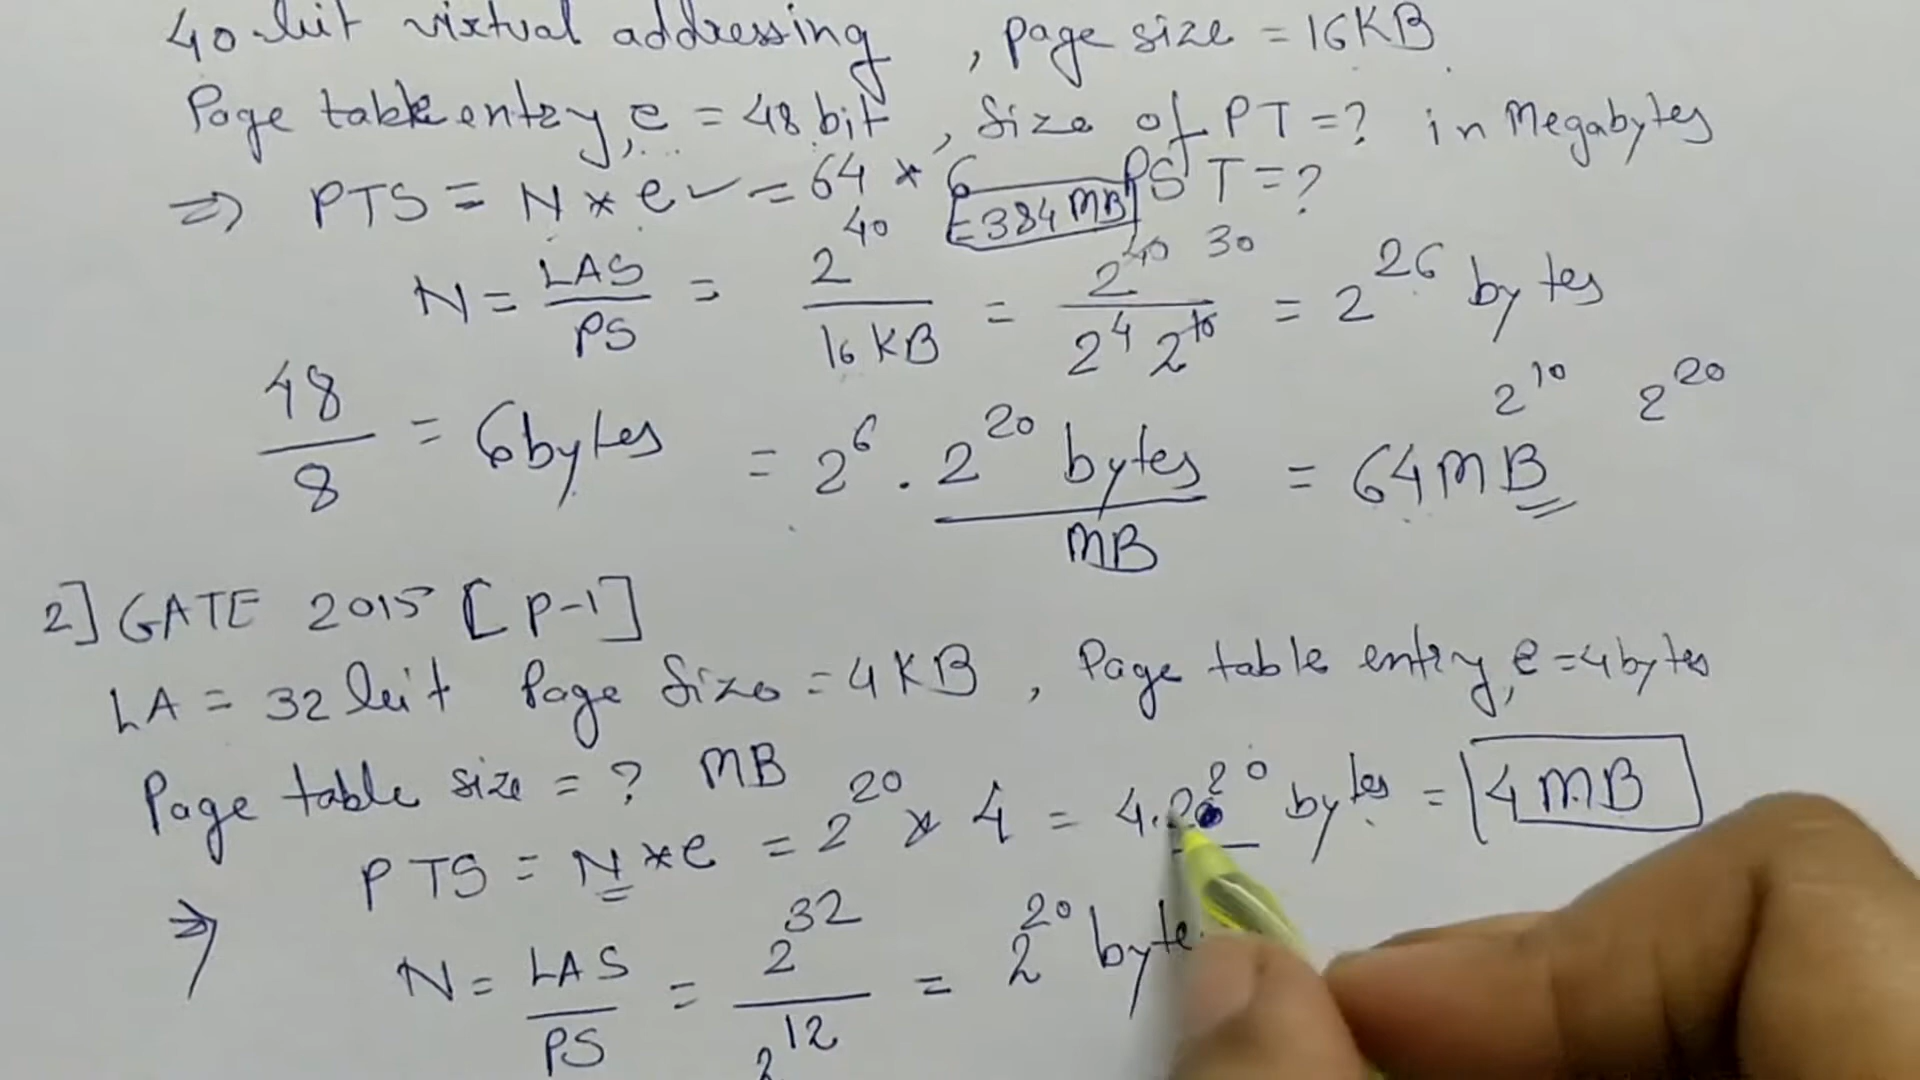 40 bit virtual addressing , page size = 16KB
Page table entry, e = 48 bit , Size of PT = ? in Megabytes
⇒ PTS = N * e = 64 * 6 PST = ?
= 384 MB
N = LAS / PS = 2^40 / 16 KB = 2^40 30 / 2^4 2^10 = 2^26 bytes
2^10 2^20
48 / 8 = 6 bytes = 2^6 . 2^20 bytes = 64 MB
MB
2] GATE 2015 [P-1]
LA = 32 bit Page Size = 4 KB , Page table entry, e = 4 bytes
Page table size = ? MB
PTS = N * e = 2^20 * 4 = 4.2^20 bytes = 4 MB
⇒ N = LAS / PS = 2^32 / 2^12 = 2^20 byte